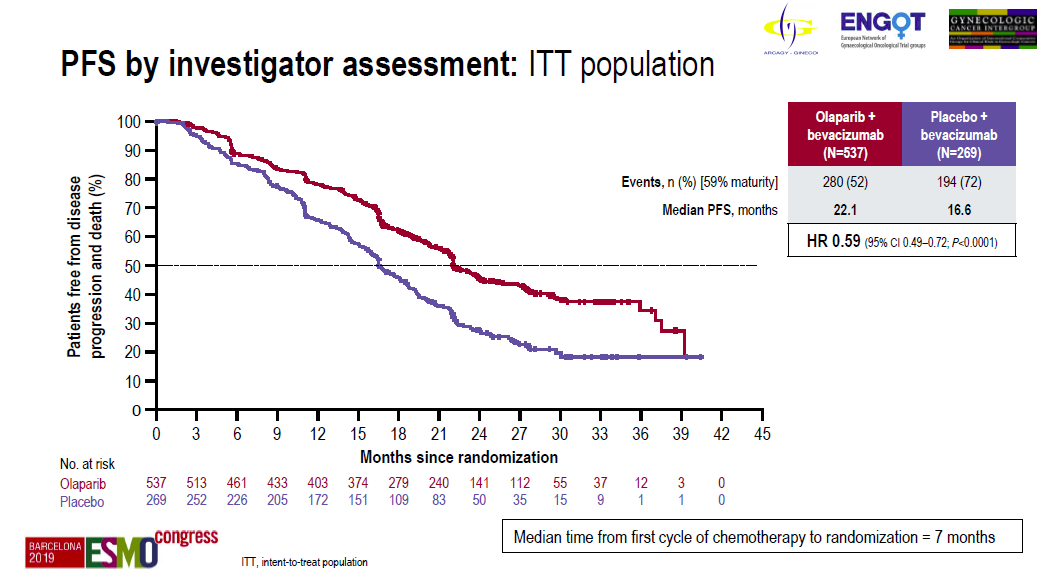 ARCAGY - GINECO
ENGOT
European Network of
Gynaecological Oncological Trial groups
GYNECOLOGIC
CANCER INTERGROUP
PFS by investigator assessment: ITT population
Olaparib + bevacizumab (N=537)
Placebo + bevacizumab (N=269)
Events, n (%) [59% maturity] 280 (52) 194 (72)
Median PFS, months 22.1 16.6
HR 0.59 (95% CI 0.49–0.72; P<0.0001)
Patients free from disease
progression and death (%)
100
90
80
70
60
50
40
30
20
10
0
0 3 6 9 12 15 18 21 24 27 30 33 36 39 42 45
Months since randomization
No. at risk
Olaparib 537 513 461 433 403 374 279 240 141 112 55 37 12 3 0
Placebo 269 252 226 205 172 151 109 83 50 35 15 9 1 1 0
Median time from first cycle of chemotherapy to randomization = 7 months
BARCELONA
2019
ESMO congress
ITT, intent-to-treat population